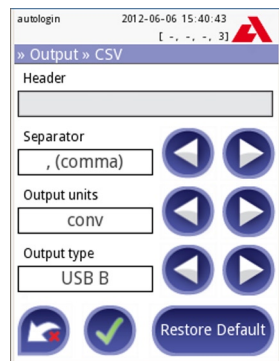 autologin 2012-06-06 15:40:43
[ -, -, -, 3]
» Output » CSV
Header
Separator
, (comma)
Output units
conv
Output type
USB B
Restore Default